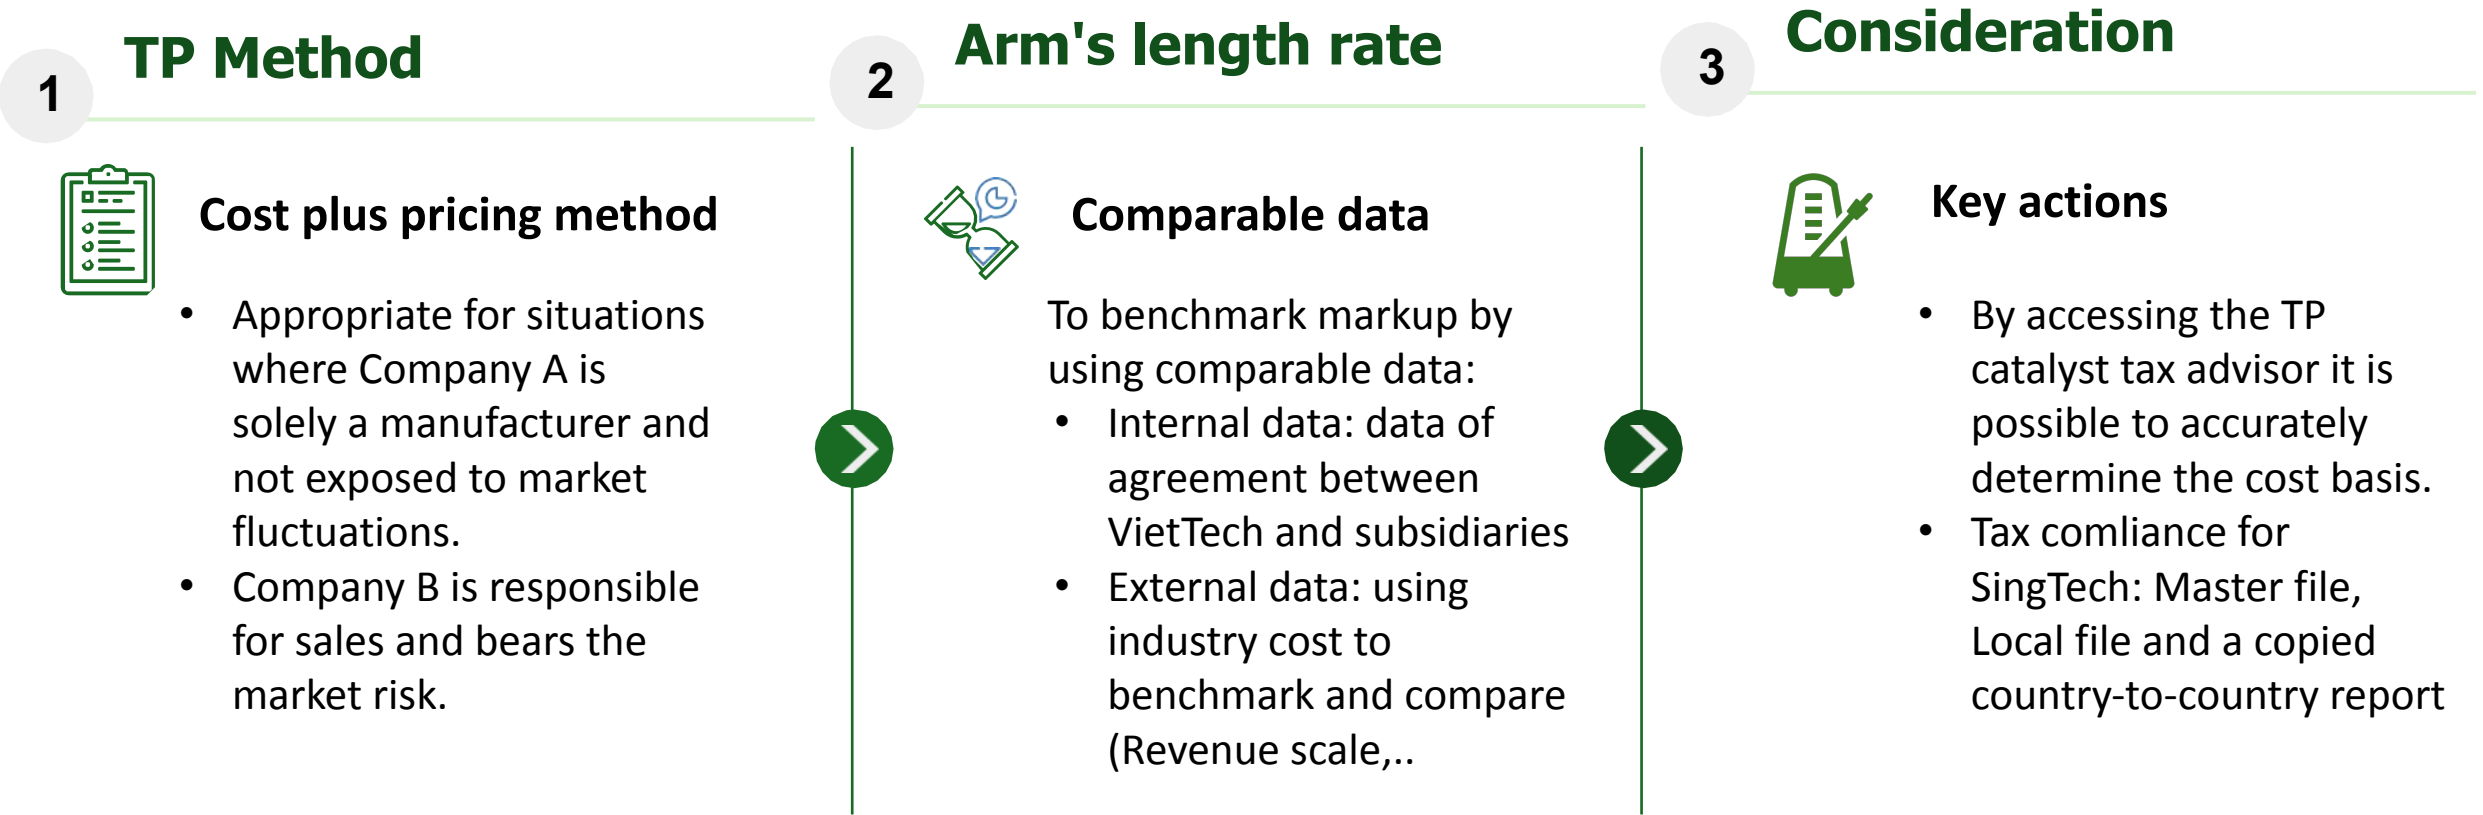 1
TP Method
Cost plus pricing method
• Appropriate for situations
where Company A is
solely a manufacturer and
not exposed to market
fluctuations.
• Company B is responsible
for sales and bears the
market risk.
2
Arm's length rate
Comparable data
To benchmark markup by
using comparable data:
• Internal data: data of
agreement between
VietTech and subsidiaries
• External data: using
industry cost to
benchmark and compare
(Revenue scale,..
3
Consideration
Key actions
• By accessing the TP
catalyst tax advisor it is
possible to accurately
determine the cost basis.
• Tax comliance for
SingTech: Master file,
Local file and a copied
country-to-country report